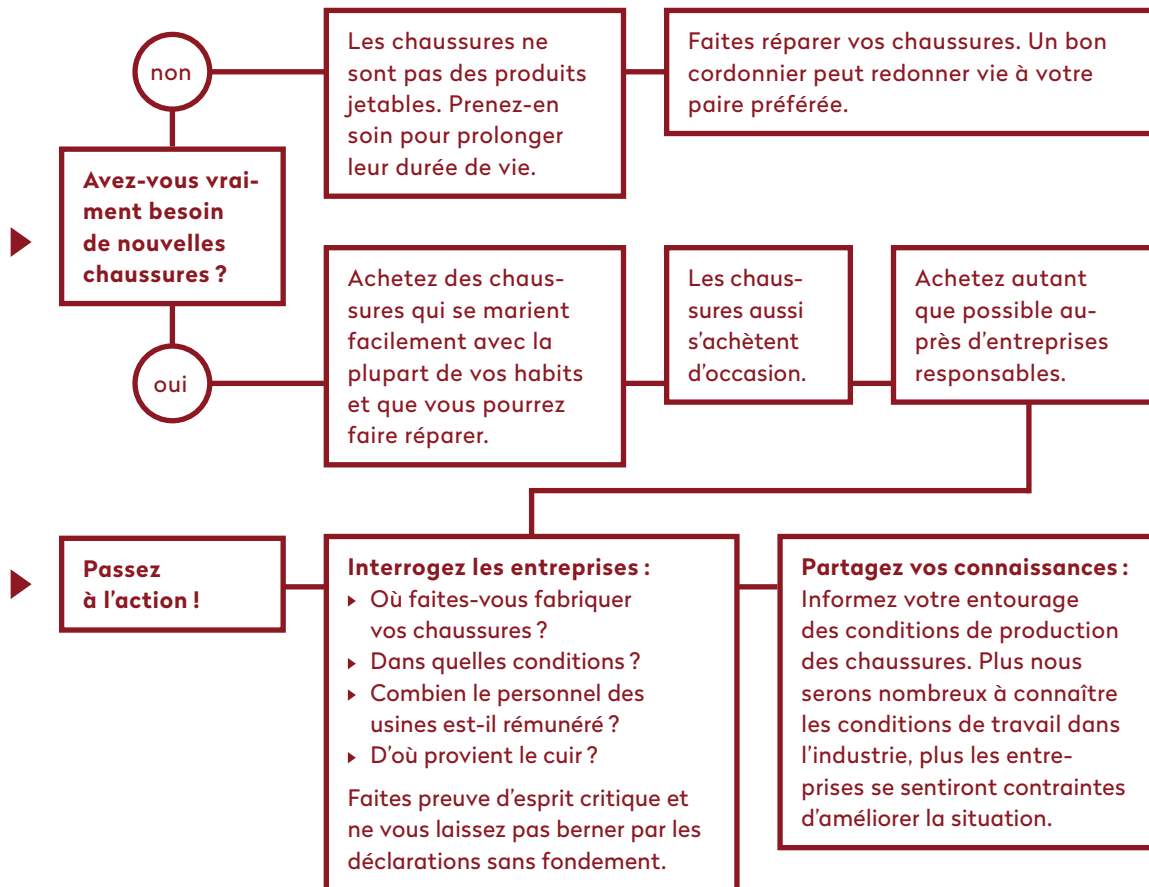 non
Les chaussures ne
sont pas des produits
jetables. Prenez-en
soin pour prolonger
leur durée de vie.
Faites réparer vos chaussures. Un bon
cordonnier peut redonner vie à votre
paire préférée.
Avez-vous vrai-
ment besoin
de nouvelles
chaussures ?
oui
Achetez des chaus-
sures qui se marient
facilement avec la
plupart de vos habits
et que vous pourrez
faire réparer.
Les chaus-
sures aussi
s'achètent
d'occasion.
Achetez autant
que possible au-
près d'entreprises
responsables.
Passez
à l'action !
Interrogez les entreprises :
▸ Où faites-vous fabriquer
vos chaussures ?
▸ Dans quelles conditions ?
▸ Combien le personnel des
usines est-il rémunéré ?
▸ D'où provient le cuir ?
Faites preuve d'esprit critique et
ne vous laissez pas berner par les
déclarations sans fondement.
Partagez vos connaissances :
Informez votre entourage
des conditions de production
des chaussures. Plus nous
serons nombreux à connaître
les conditions de travail dans
l'industrie, plus les entre-
prises se sentiront contraintes
d'améliorer la situation.